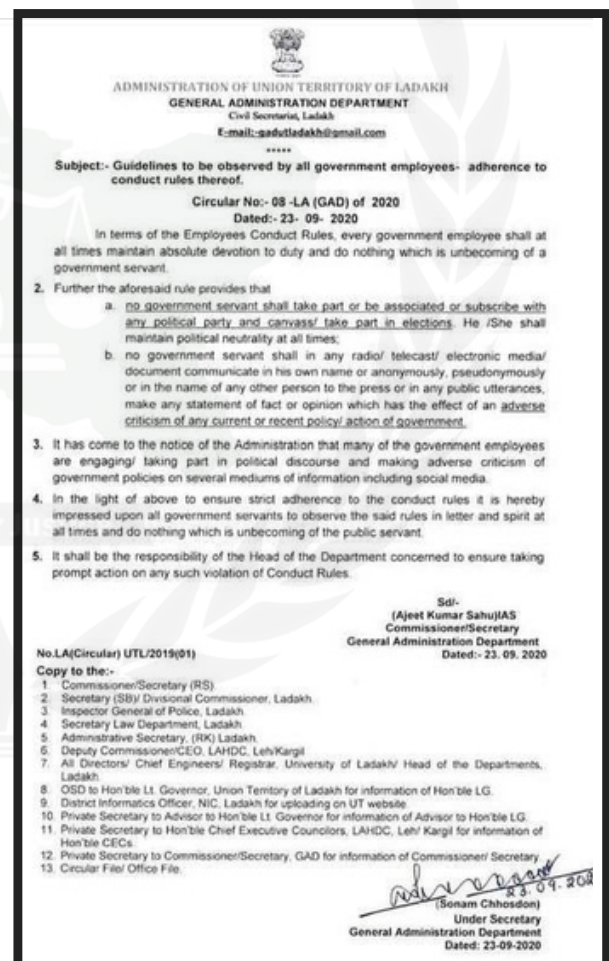 ADMINISTRATION OF UNION TERRITORY OF LADAKH
GENERAL ADMINISTRATION DEPARTMENT
Civil Secretariat, Ladakh
E-mail:-gadutladakh@gmail.com
*****
Subject:- Guidelines to be observed by all government employees- adherence to
conduct rules thereof.
Circular No:- 08 -LA (GAD) of 2020
Dated:- 23- 09- 2020
In terms of the Employees Conduct Rules, every government employee shall at
all times maintain absolute devotion to duty and do nothing which is unbecoming of a
government servant.
2. Further the aforesaid rule provides that
a. no government servant shall take part or be associated or subscribe with
any political party and canvass/ take part in elections. He /She shall
maintain political neutrality at all times;
b. no government servant shall in any radio/ telecast/ electronic media/
document communicate in his own name or anonymously, pseudonymously
or in the name of any other person to the press or in any public utterances,
make any statement of fact or opinion which has the effect of an adverse
criticism of any current or recent policy/ action of government.
3. It has come to the notice of the Administration that many of the government employees
are engaging/ taking part in political discourse and making adverse criticism of
government policies on several mediums of information including social media.
4. In the light of above to ensure strict adherence to the conduct rules it is hereby
impressed upon all government servants to observe the said rules in letter and spirit at
all times and do nothing which is unbecoming of the public servant.
5. It shall be the responsibility of the Head of the Department concerned to ensure taking
prompt action on any such violation of Conduct Rules.
Sd/-
(Ajeet Kumar Sahu)IAS
Commissioner/Secretary
General Administration Department
No.LA(Circular) UTL/2019(01) Dated:- 23. 09. 2020
Copy to the:-
1. Commissioner/Secretary (RS)
2. Secretary (SB)/ Divisional Commissioner, Ladakh.
3. Inspector General of Police, Ladakh.
4. Secretary Law Department, Ladakh.
5. Administrative Secretary, (RK) Ladakh
6. Deputy Commissioner/CEO, LAHDC, Leh/Kargil
7. All Directors/ Chief Engineers/ Registrar, University of Ladakh/ Head of the Departments,
Ladakh.
8. OSD to Hon'ble Lt. Governor, Union Territory of Ladakh for information of Hon'ble LG.
9. District Informatics Officer, NIC, Ladakh for uploading on UT website.
10. Private Secretary to Advisor to Hon'ble Lt. Governor for information of Advisor to Hon'ble LG.
11. Private Secretary to Hon'ble Chief Executive Councilors, LAHDC, Leh/ Kargil for information of
Hon'ble CECs.
12. Private Secretary to Commissioner/Secretary, GAD for information of Commissioner/ Secretary.
13. Circular File/ Office File.
23.09.202
(Sonam Chhosdon)
Under Secretary
General Administration Department
Dated: 23-09-2020